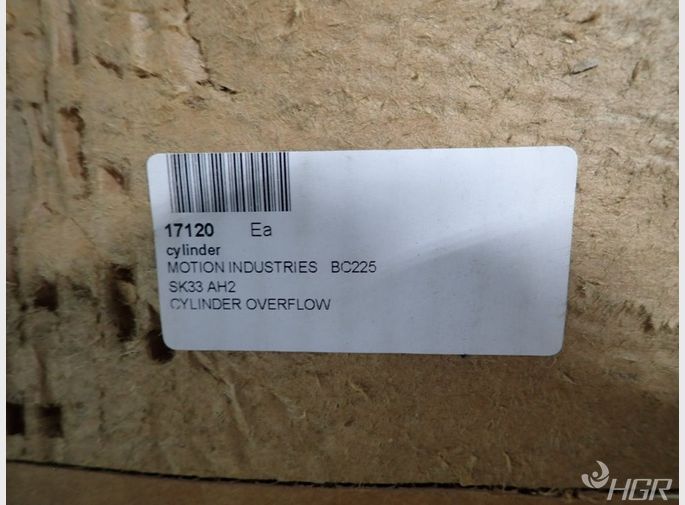 17120 Ea
cylinder
MOTION INDUSTRIES BC225
SK33 AH2
CYLINDER OVERFLOW
HGR